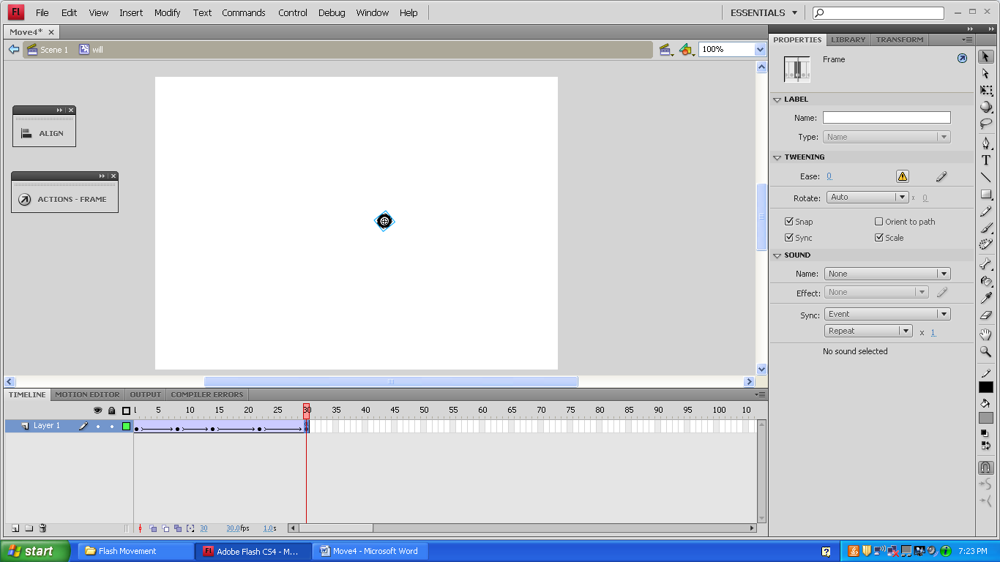 Fl File Edit View Insert Modify Text Commands Control Debug Window Help ESSENTIALS
Move4*
Scene 1 will 100%
PROPERTIES LIBRARY TRANSFORM
Frame
LABEL
Name:
Type: Name
TWEENING
Ease: 0
Rotate: Auto x 0
Snap Orient to path
Sync Scale
SOUND
Name: None
Effect: None
Sync: Event
Repeat x 1
No sound selected
ALIGN
ACTIONS - FRAME
TIMELINE MOTION EDITOR OUTPUT COMPILER ERRORS
5 10 15 20 25 30 35 40 45 50 55 60 65 70 75 80 85 90 95 100 10
Layer 1
30 30.0fps 1.0s
start Flash Movement Fl Adobe Flash CS4 - M... Move4 - Microsoft Word ? 7:23 PM